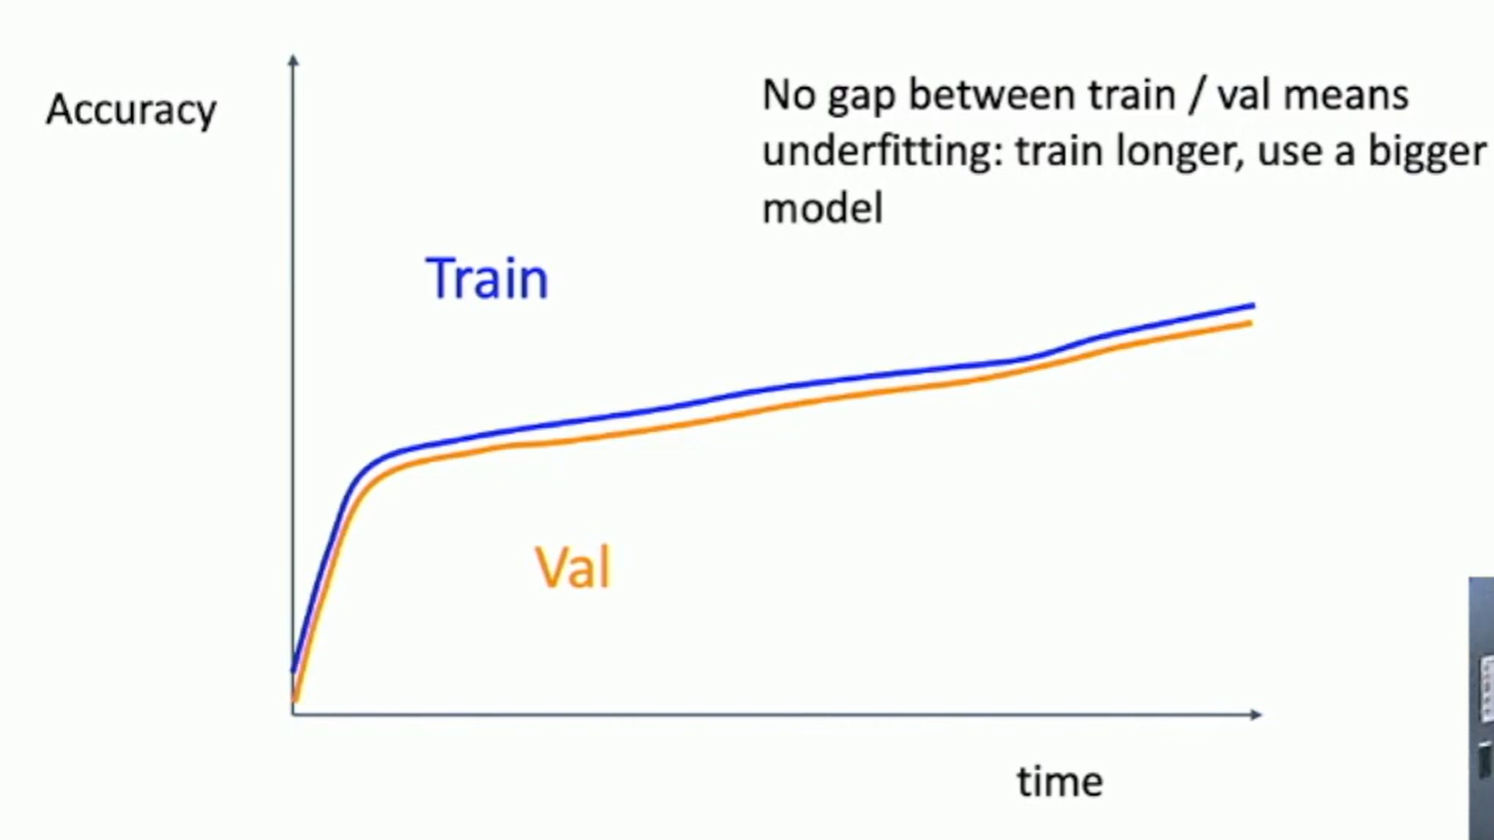 Accuracy
No gap between train / val means
underfitting: train longer, use a bigger
model
Train
Val
time